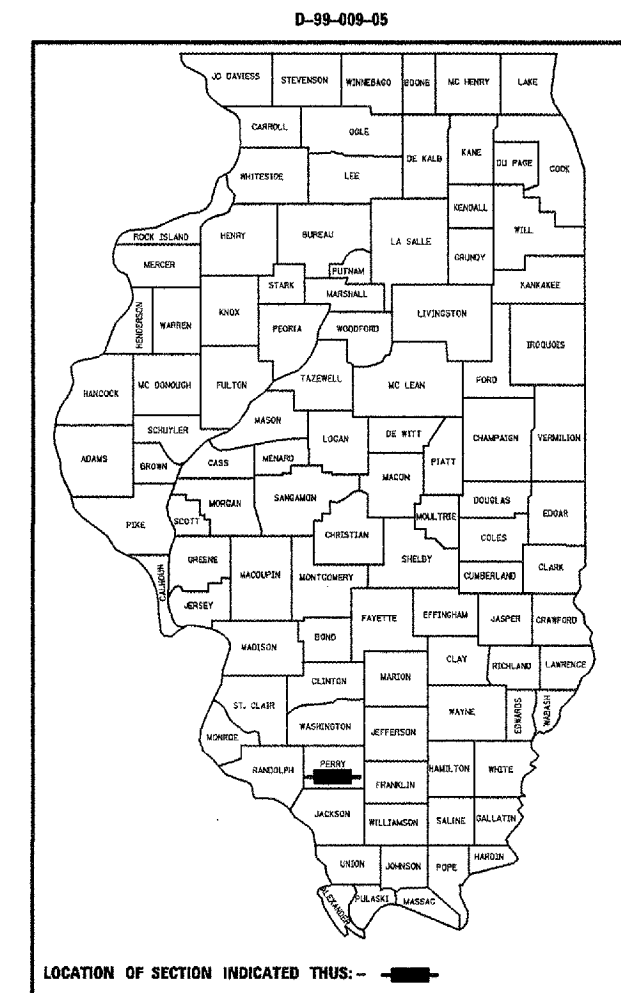 D-99-009-05
JO DAVIESS
STEVENSON
WINNEBAGO
BOONE
MC HENRY
LAKE
CARROLL
OGLE
DE KALB
KANE
DU PAGE
COOK
WHITESIDE
LEE
KENDALL
WILL
ROCK ISLAND
HENRY
BUREAU
LA SALLE
GRUNDY
MERCER
PUTNAM
STARK
MARSHALL
KANKAKEE
HENDERSON
WARREN
KNOX
PEORIA
WOODFORD
LIVINGSTON
IROQUOIS
HANCOCK
MC DONOUGH
FULTON
TAZEWELL
MC LEAN
FORD
MASON
SCHUYLER
LOGAN
DE WITT
CHAMPAIGN
VERMILION
ADAMS
BROWN
CASS
MENARD
PIATT
MACON
MORGAN
SANGAMON
DOUGLAS
EDGAR
PIKE
SCOTT
MOULTRIE
CHRISTIAN
COLES
GREENE
MACOUPIN
MONTGOMERY
SHELBY
CUMBERLAND
CLARK
CALHOUN
JERSEY
FAYETTE
EFFINGHAM
JASPER
CRAWFORD
MADISON
BOND
CLAY
RICHLAND
LAWRENCE
CLINTON
MARION
ST. CLAIR
WAYNE
EDWARDS
WABASH
WASHINGTON
JEFFERSON
MONROE
RANDOLPH
PERRY
HAMILTON
WHITE
FRANKLIN
JACKSON
WILLIAMSON
SALINE
GALLATIN
UNION
JOHNSON
POPE
HARDIN
ALEXANDER
PULASKI
MASSAC
LOCATION OF SECTION INDICATED THUS: -